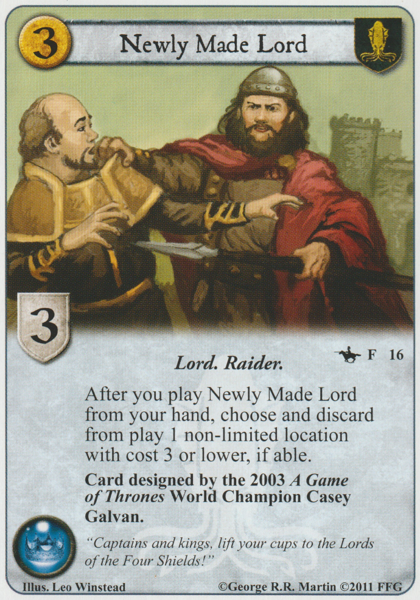 3
Newly Made Lord
3
Lord. Raider.
F 16
After you play Newly Made Lord
from your hand, choose and discard
from play 1 non-limited location
with cost 3 or lower, if able.
Card designed by the 2003 A Game
of Thrones World Champion Casey
Galvan.
“Captains and kings, lift your cups to the Lords
of the Four Shields!”
Illus. Leo Winstead
©George R.R. Martin ©2011 FFG